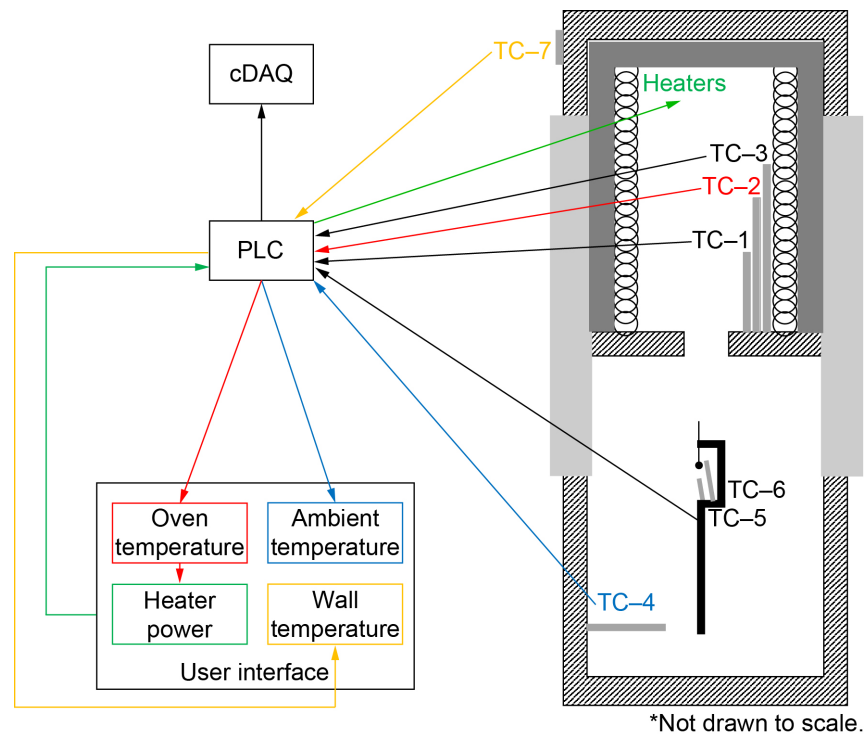 TC–7
cDAQ
Heaters
TC–3
TC–2
TC–1
PLC
TC–6
TC–5
Oven
temperature
Ambient
temperature
TC–4
Heater
power
Wall
temperature
User interface
*Not drawn to scale.